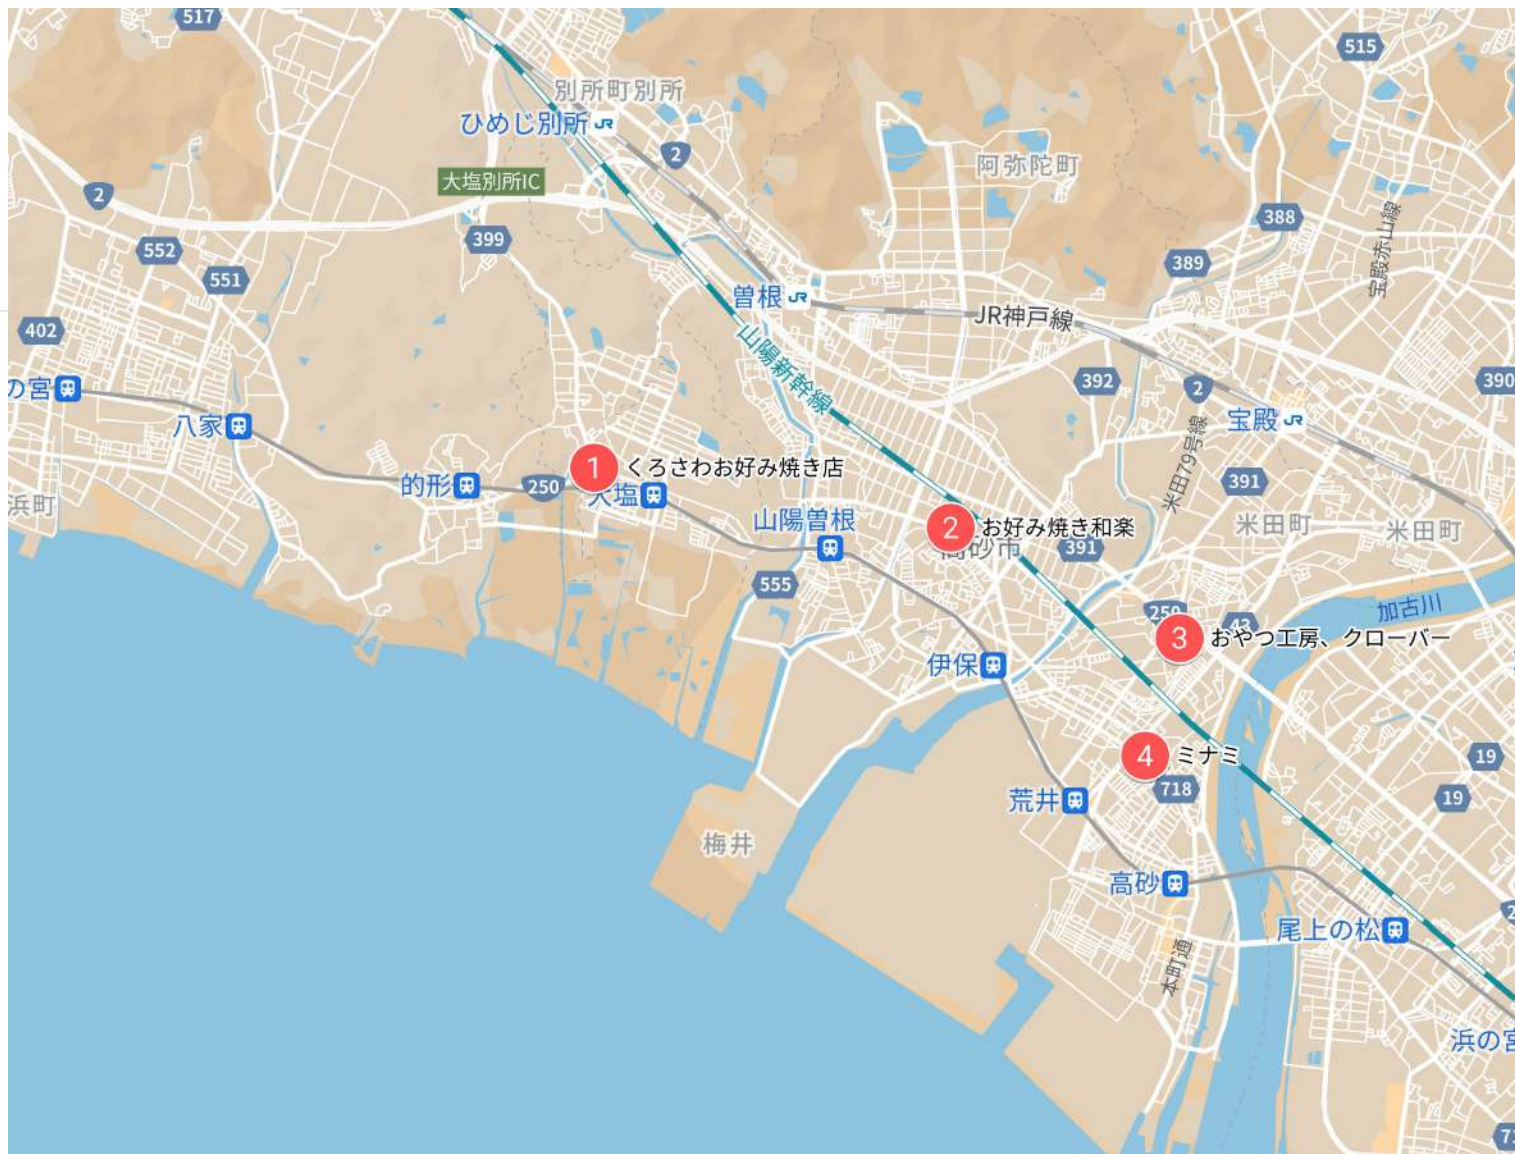 517
515
別所町別所
ひめじ別所
JR
2
阿弥陀町
大塩別所IC
2
388
宝殿赤山線
399
552
389
551
曽根
JR
JR神戸線
402
山陽新幹線
392
2
390
の宮
八家
宝殿
JR
米田79号線
1
くろさわお好み焼き店
391
的形
250
大塩
浜町
山陽曽根
2
お好み焼き和楽
高砂市
391
米田町
米田町
555
加古川
250
43
3
おやつ工房、クローバー
伊保
4
ミナミ
19
718
19
荒井
梅井
高砂
尾上の松
本町通
浜の宮